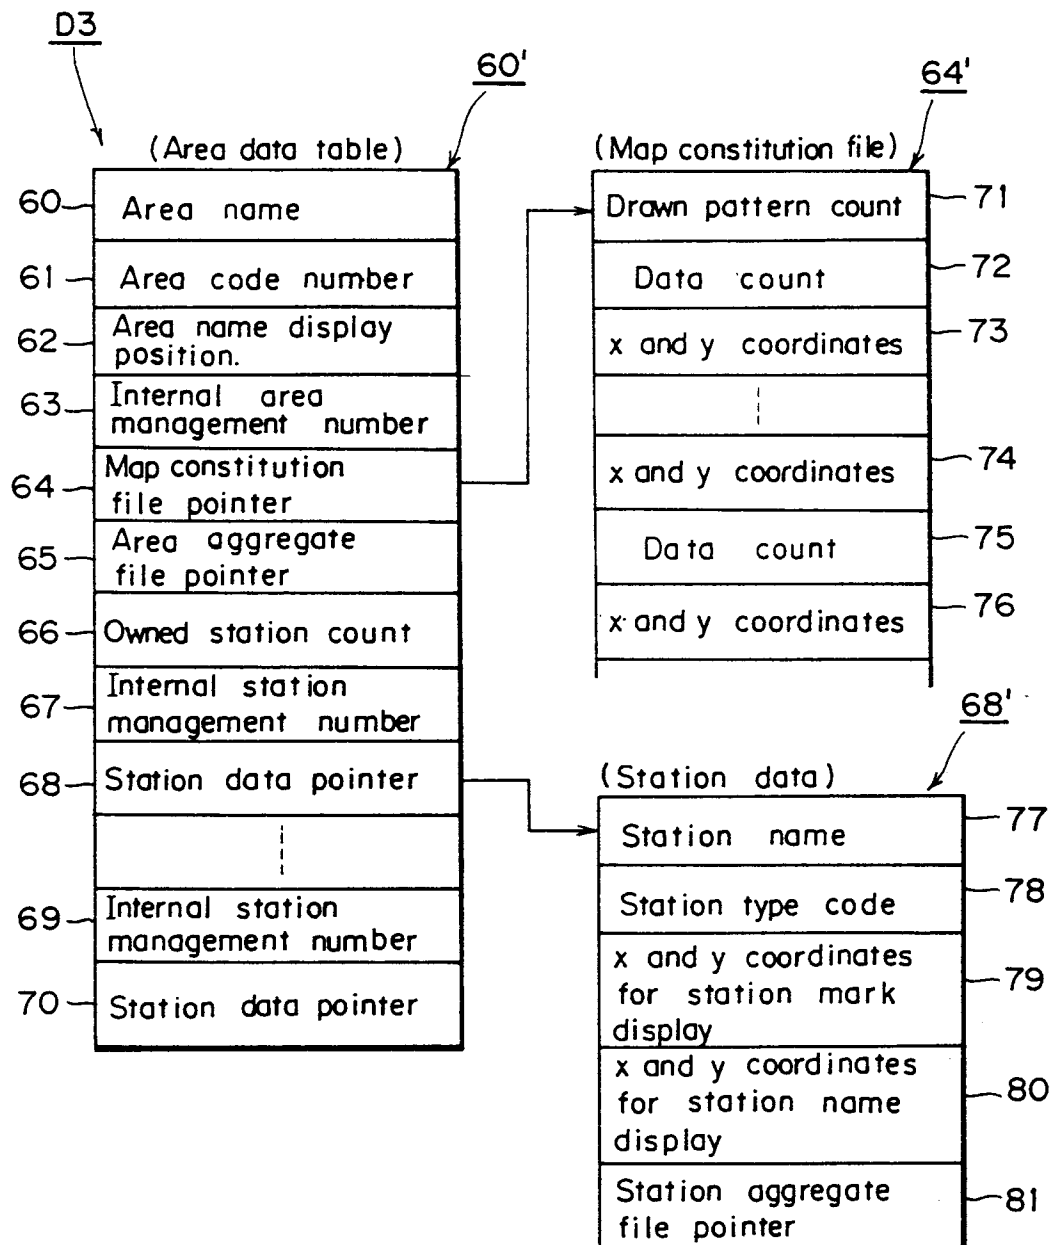 D3
60'
(Area data table)
60 Area name
61 Area code number
62 Area name display
position.
63 Internal area
management number
64 Map constitution
file pointer
65 Area aggregate
file pointer
66 Owned station count
67 Internal station
management number
68 Station data pointer
69 Internal station
management number
70 Station data pointer
64'
(Map constitution file)
Drawn pattern count 71
Data count 72
x and y coordinates 73
x and y coordinates 74
Data count 75
x and y coordinates 76
68'
(Station data)
Station name 77
Station type code 78
x and y coordinates
for station mark 79
display
x and y coordinates
for station name 80
display
Station aggregate 81
file pointer